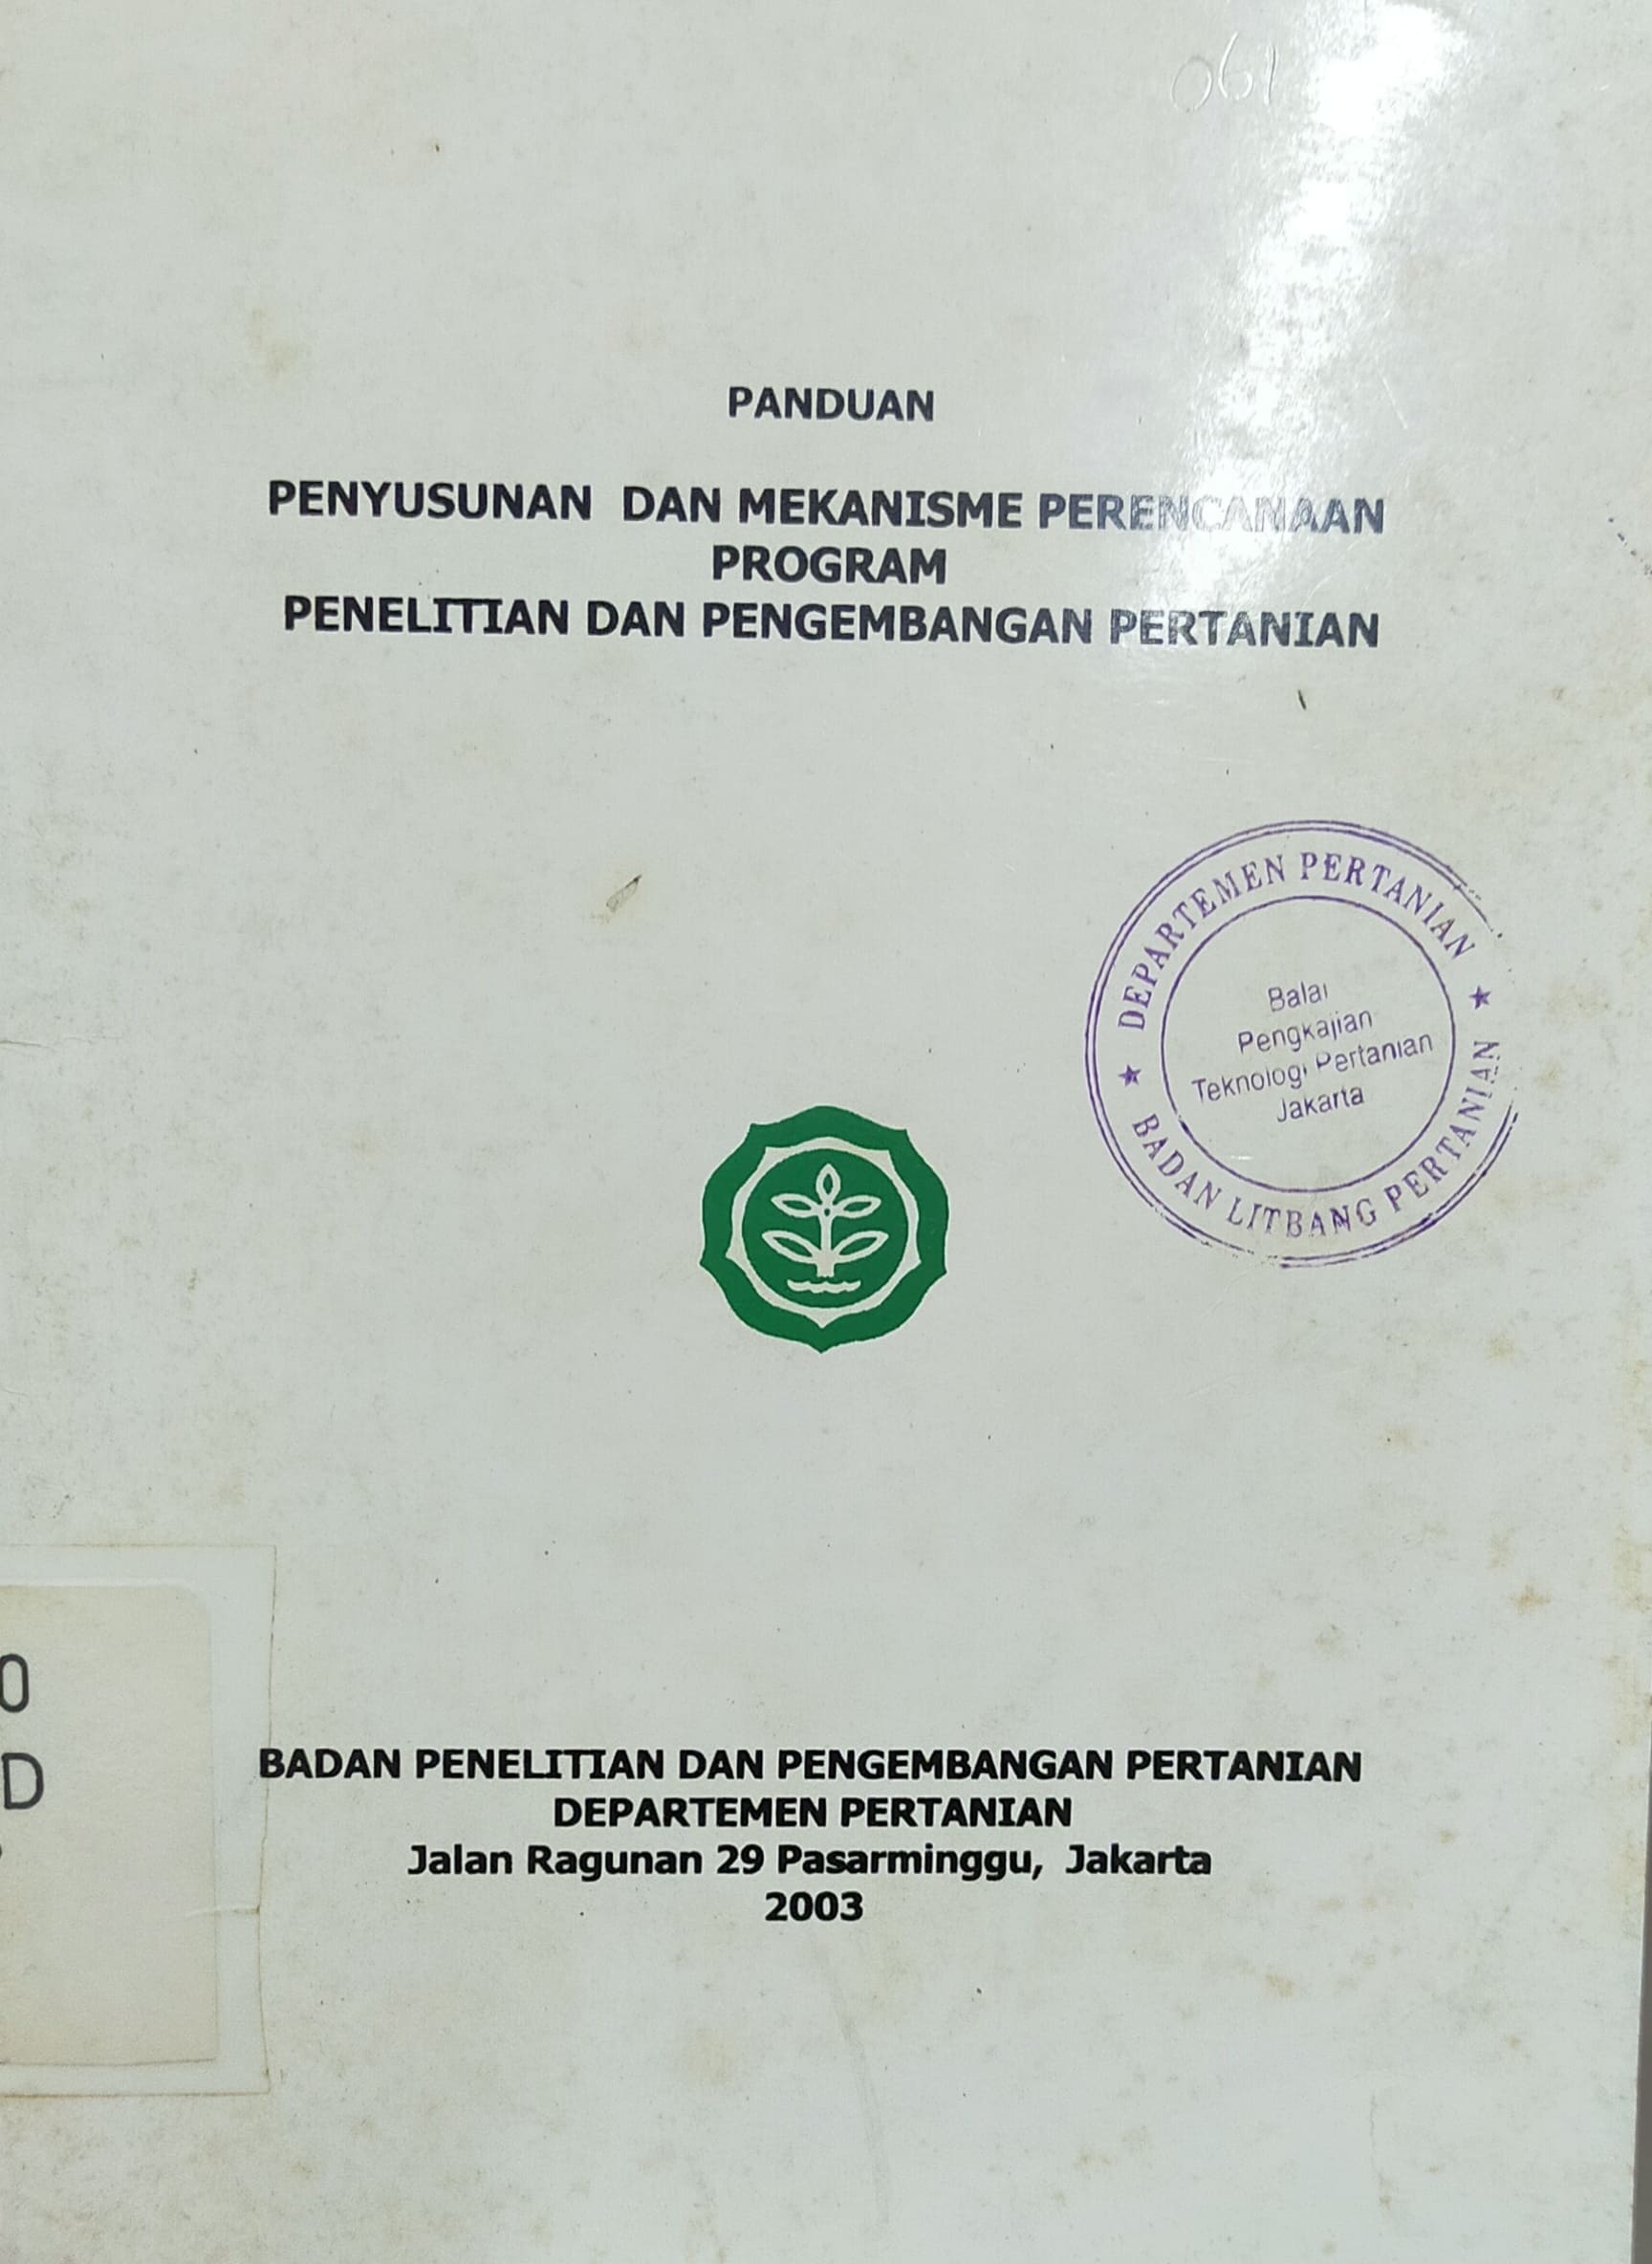 061
PANDUAN
PENYUSUNAN DAN MEKANISME PERENCANAAN
PROGRAM
PENELITIAN DAN PENGEMBANGAN PERTANIAN
DEPARTEMEN PERTANIAN
Balai
Pengkajian
Teknologi Pertanian
Jakarta
BADAN LITBANG PERTANIAN
0
D
BADAN PENELITIAN DAN PENGEMBANGAN PERTANIAN
DEPARTEMEN PERTANIAN
Jalan Ragunan 29 Pasarminggu, Jakarta
2003